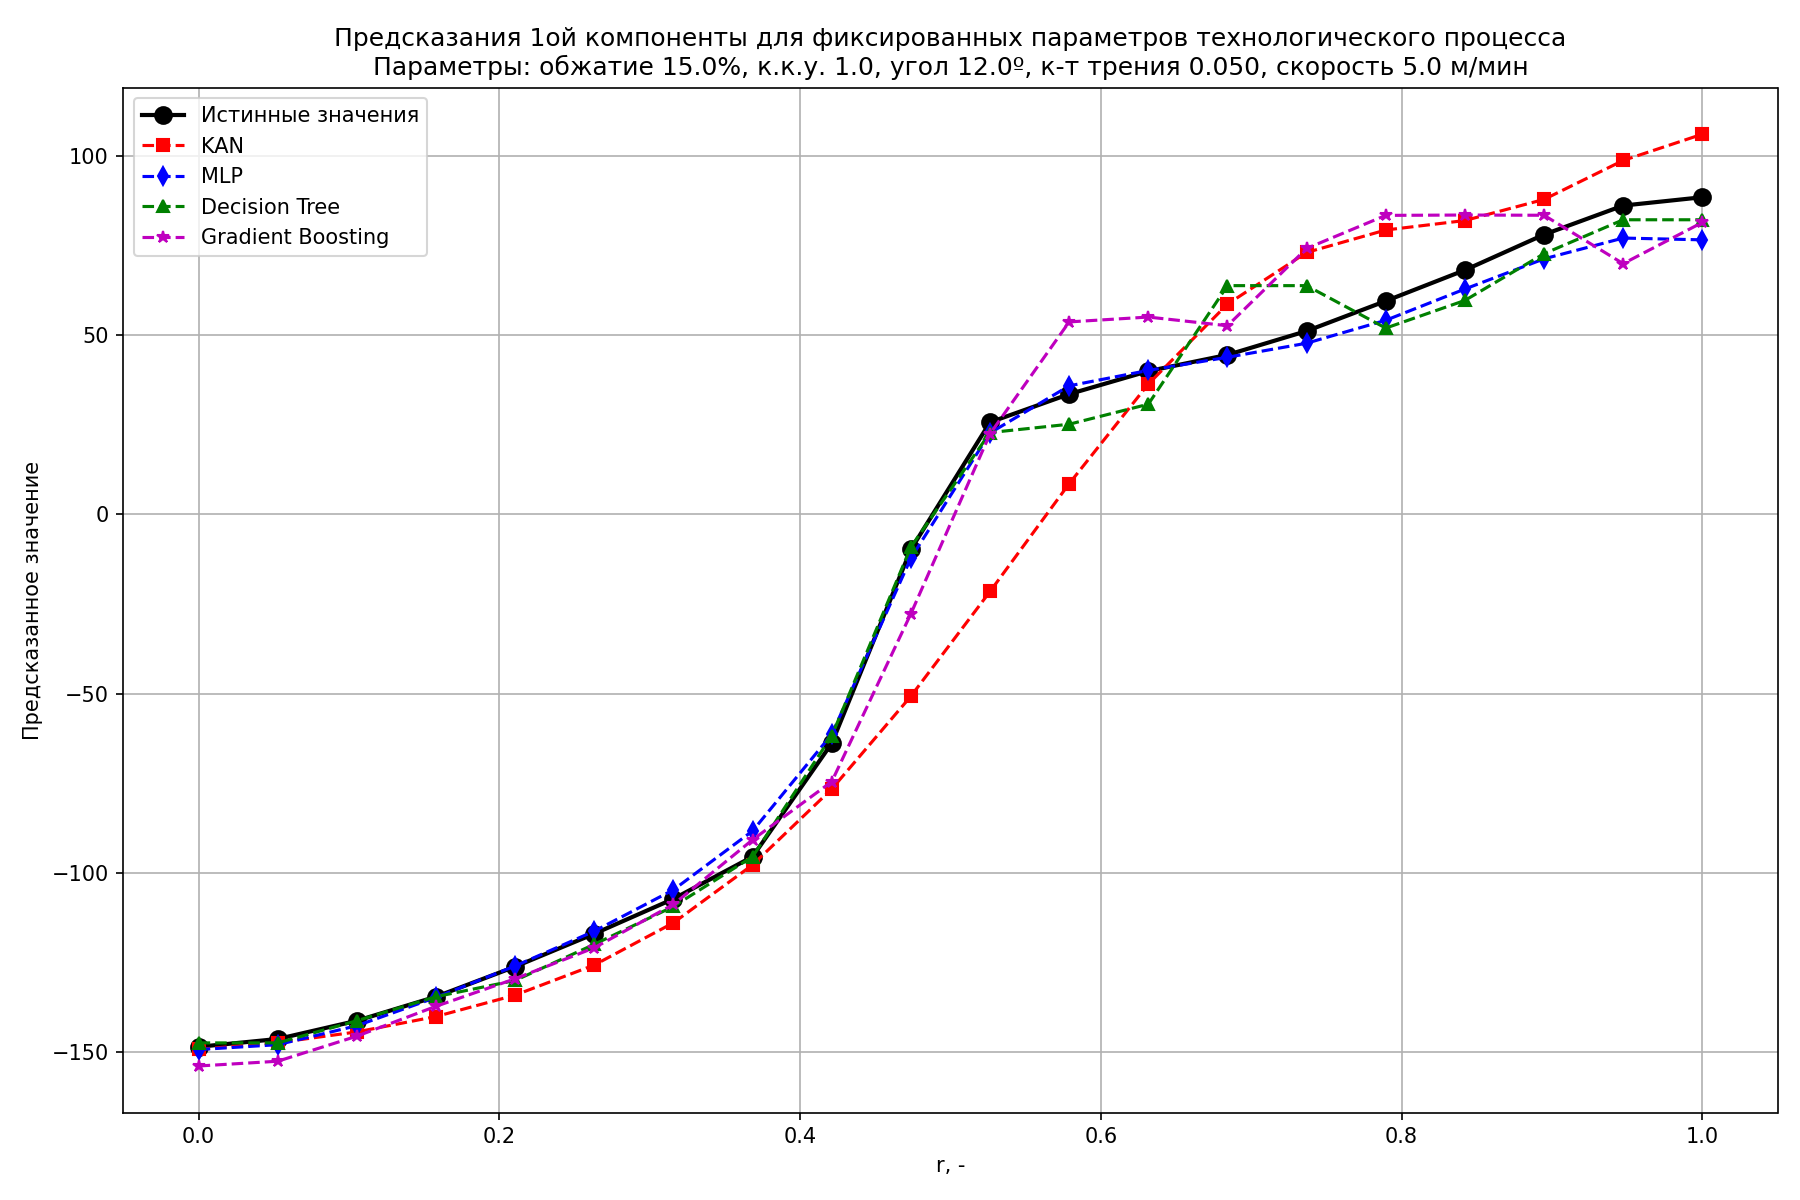 Предсказания 1ой компоненты для фиксированных параметров технологического процесса
Параметры: обжатие 15.0%, к.к.у. 1.0, угол 12.0º, к-т трения 0.050, скорость 5.0 м/мин
Истинные значения
KAN
MLP
Decision Tree
Gradient Boosting
Предсказанное значение
100
50
0
−50
−100
−150
0.0
0.2
0.4
0.6
0.8
1.0
r, -